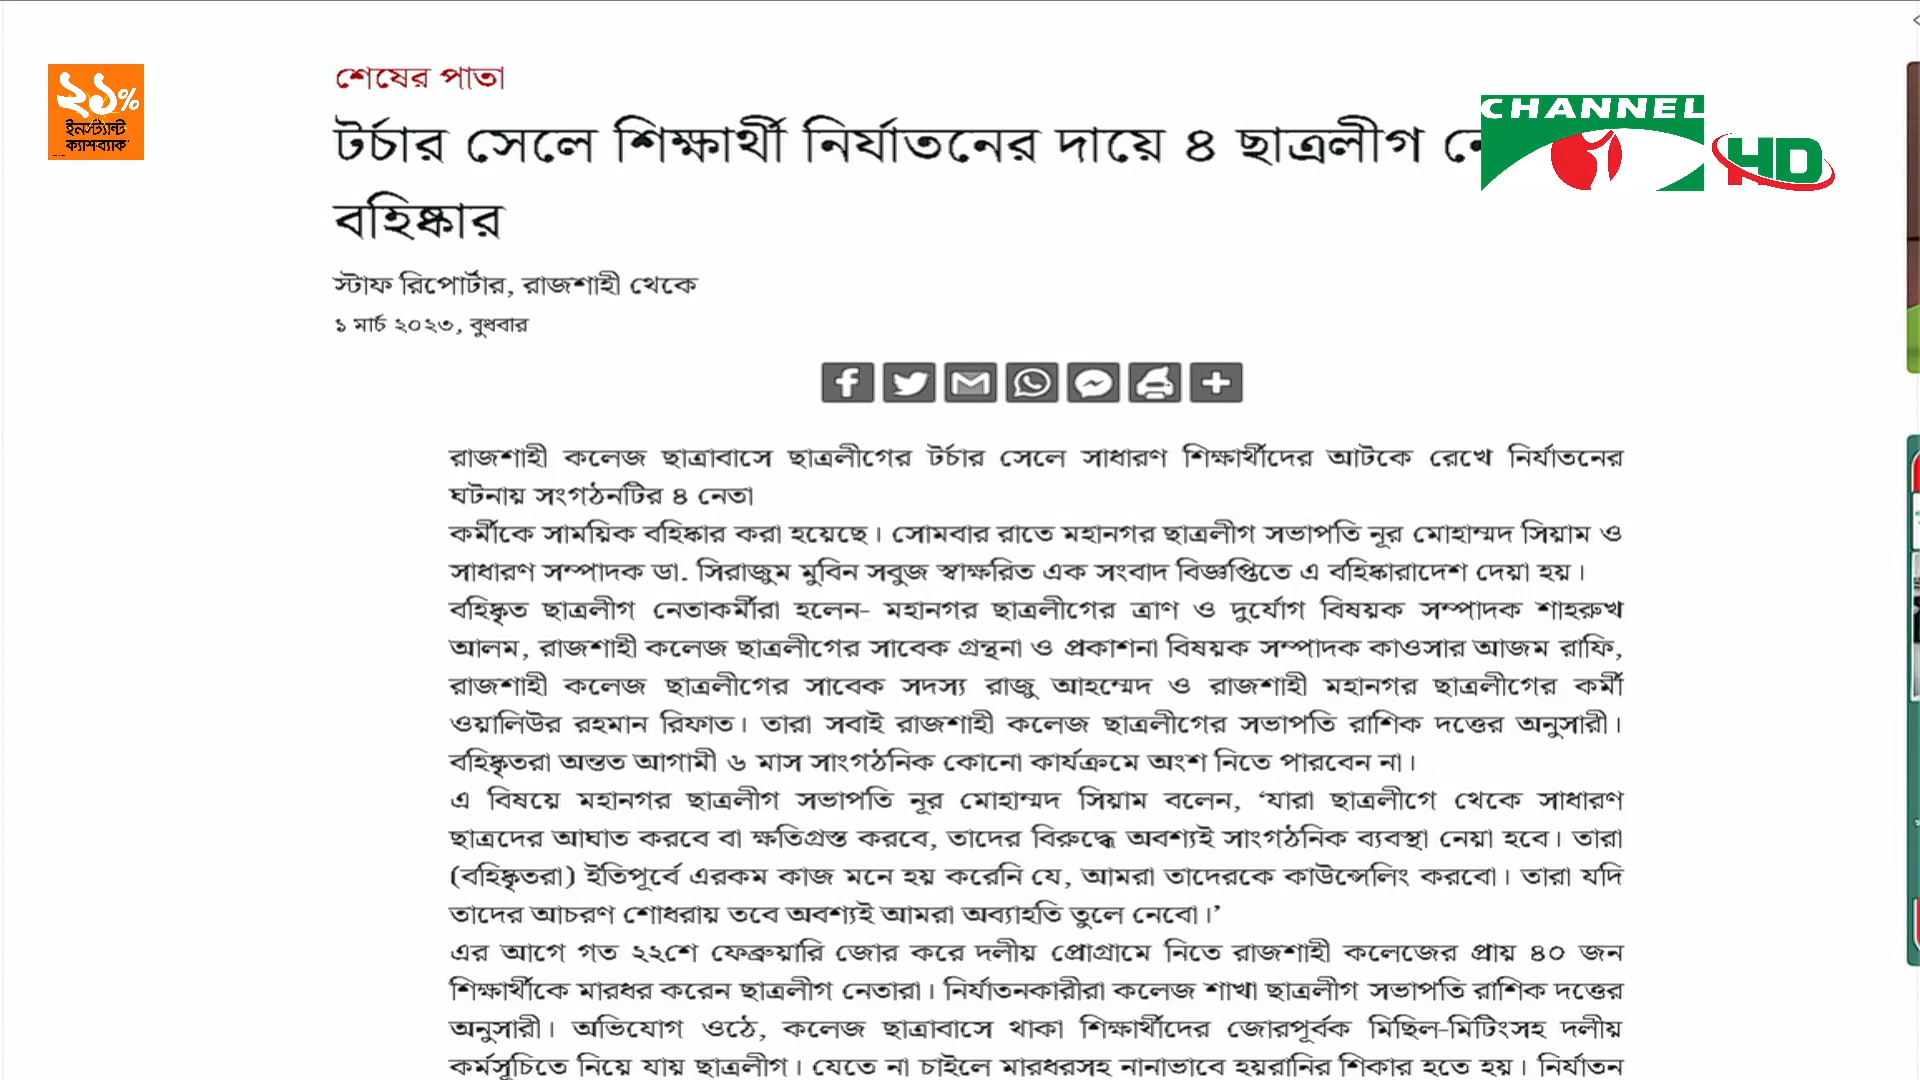 শেষের পাতা
২১%
ইনস্ট্যান্ট
ক্যাশব্যাক
CHANNEL
HD
টর্চার সেলে শিক্ষার্থী নির্যাতনের দায়ে ৪ ছাত্রলীগ
বহিষ্কার
স্টাফ রিপোর্টার, রাজশাহী থেকে
১ মার্চ ২০২৩, বুধবার
রাজশাহী কলেজ ছাত্রাবাসে ছাত্রলীগের টর্চার সেলে সাধারণ শিক্ষার্থীদের আটকে রেখে নির্যাতনের
ঘটনায় সংগঠনটির ৪ নেতা
কর্মীকে সাময়িক বহিষ্কার করা হয়েছে। সোমবার রাতে মহানগর ছাত্রলীগ সভাপতি নূর মোহাম্মদ সিয়াম ও
সাধারণ সম্পাদক ডা. সিরাজুম মুবিন সবুজ স্বাক্ষরিত এক সংবাদ বিজ্ঞপ্তিতে এ বহিষ্কারাদেশ দেয়া হয়।
বহিষ্কৃত ছাত্রলীগ নেতাকর্মীরা হলেন- মহানগর ছাত্রলীগের ত্রাণ ও দুর্যোগ বিষয়ক সম্পাদক শাহরুখ
আলম, রাজশাহী কলেজ ছাত্রলীগের সাবেক গ্রন্থনা ও প্রকাশনা বিষয়ক সম্পাদক কাওসার আজম রাফি,
রাজশাহী কলেজ ছাত্রলীগের সাবেক সদস্য রাজু আহম্মেদ ও রাজশাহী মহানগর ছাত্রলীগের কর্মী
ওয়ালিউর রহমান রিফাত। তারা সবাই রাজশাহী কলেজ ছাত্রলীগের সভাপতি রাশিক দত্তের অনুসারী।
বহিষ্কৃতরা অন্তত আগামী ৬ মাস সাংগঠনিক কোনো কার্যক্রমে অংশ নিতে পারবেন না।
এ বিষয়ে মহানগর ছাত্রলীগ সভাপতি নূর মোহাম্মদ সিয়াম বলেন, ‘যারা ছাত্রলীগে থেকে সাধারণ
ছাত্রদের আঘাত করবে বা ক্ষতিগ্রস্ত করবে, তাদের বিরুদ্ধে অবশ্যই সাংগঠনিক ব্যবস্থা নেয়া হবে। তারা
(বহিষ্কৃতরা) ইতিপূর্বে এরকম কাজ মনে হয় করেনি যে, আমরা তাদেরকে কাউন্সেলিং করবো। তারা যদি
তাদের আচরণ শোধরায় তবে অবশ্যই আমরা অব্যাহতি তুলে নেবো।’
এর আগে গত ২২শে ফেব্রুয়ারি জোর করে দলীয় প্রোগ্রামে নিতে রাজশাহী কলেজের প্রায় ৪০ জন
শিক্ষার্থীকে মারধর করেন ছাত্রলীগ নেতারা। নির্যাতনকারীরা কলেজ শাখা ছাত্রলীগ সভাপতি রাশিক দত্তের
অনুসারী। অভিযোগ ওঠে, কলেজ ছাত্রাবাসে থাকা শিক্ষার্থীদের জোরপূর্বক মিছিল-মিটিংসহ দলীয়
কর্মসূচিতে নিয়ে যায় ছাত্রলীগ। যেতে না চাইলে মারধরসহ নানাভাবে হয়রানির শিকার হতে হয়। নির্যাতন